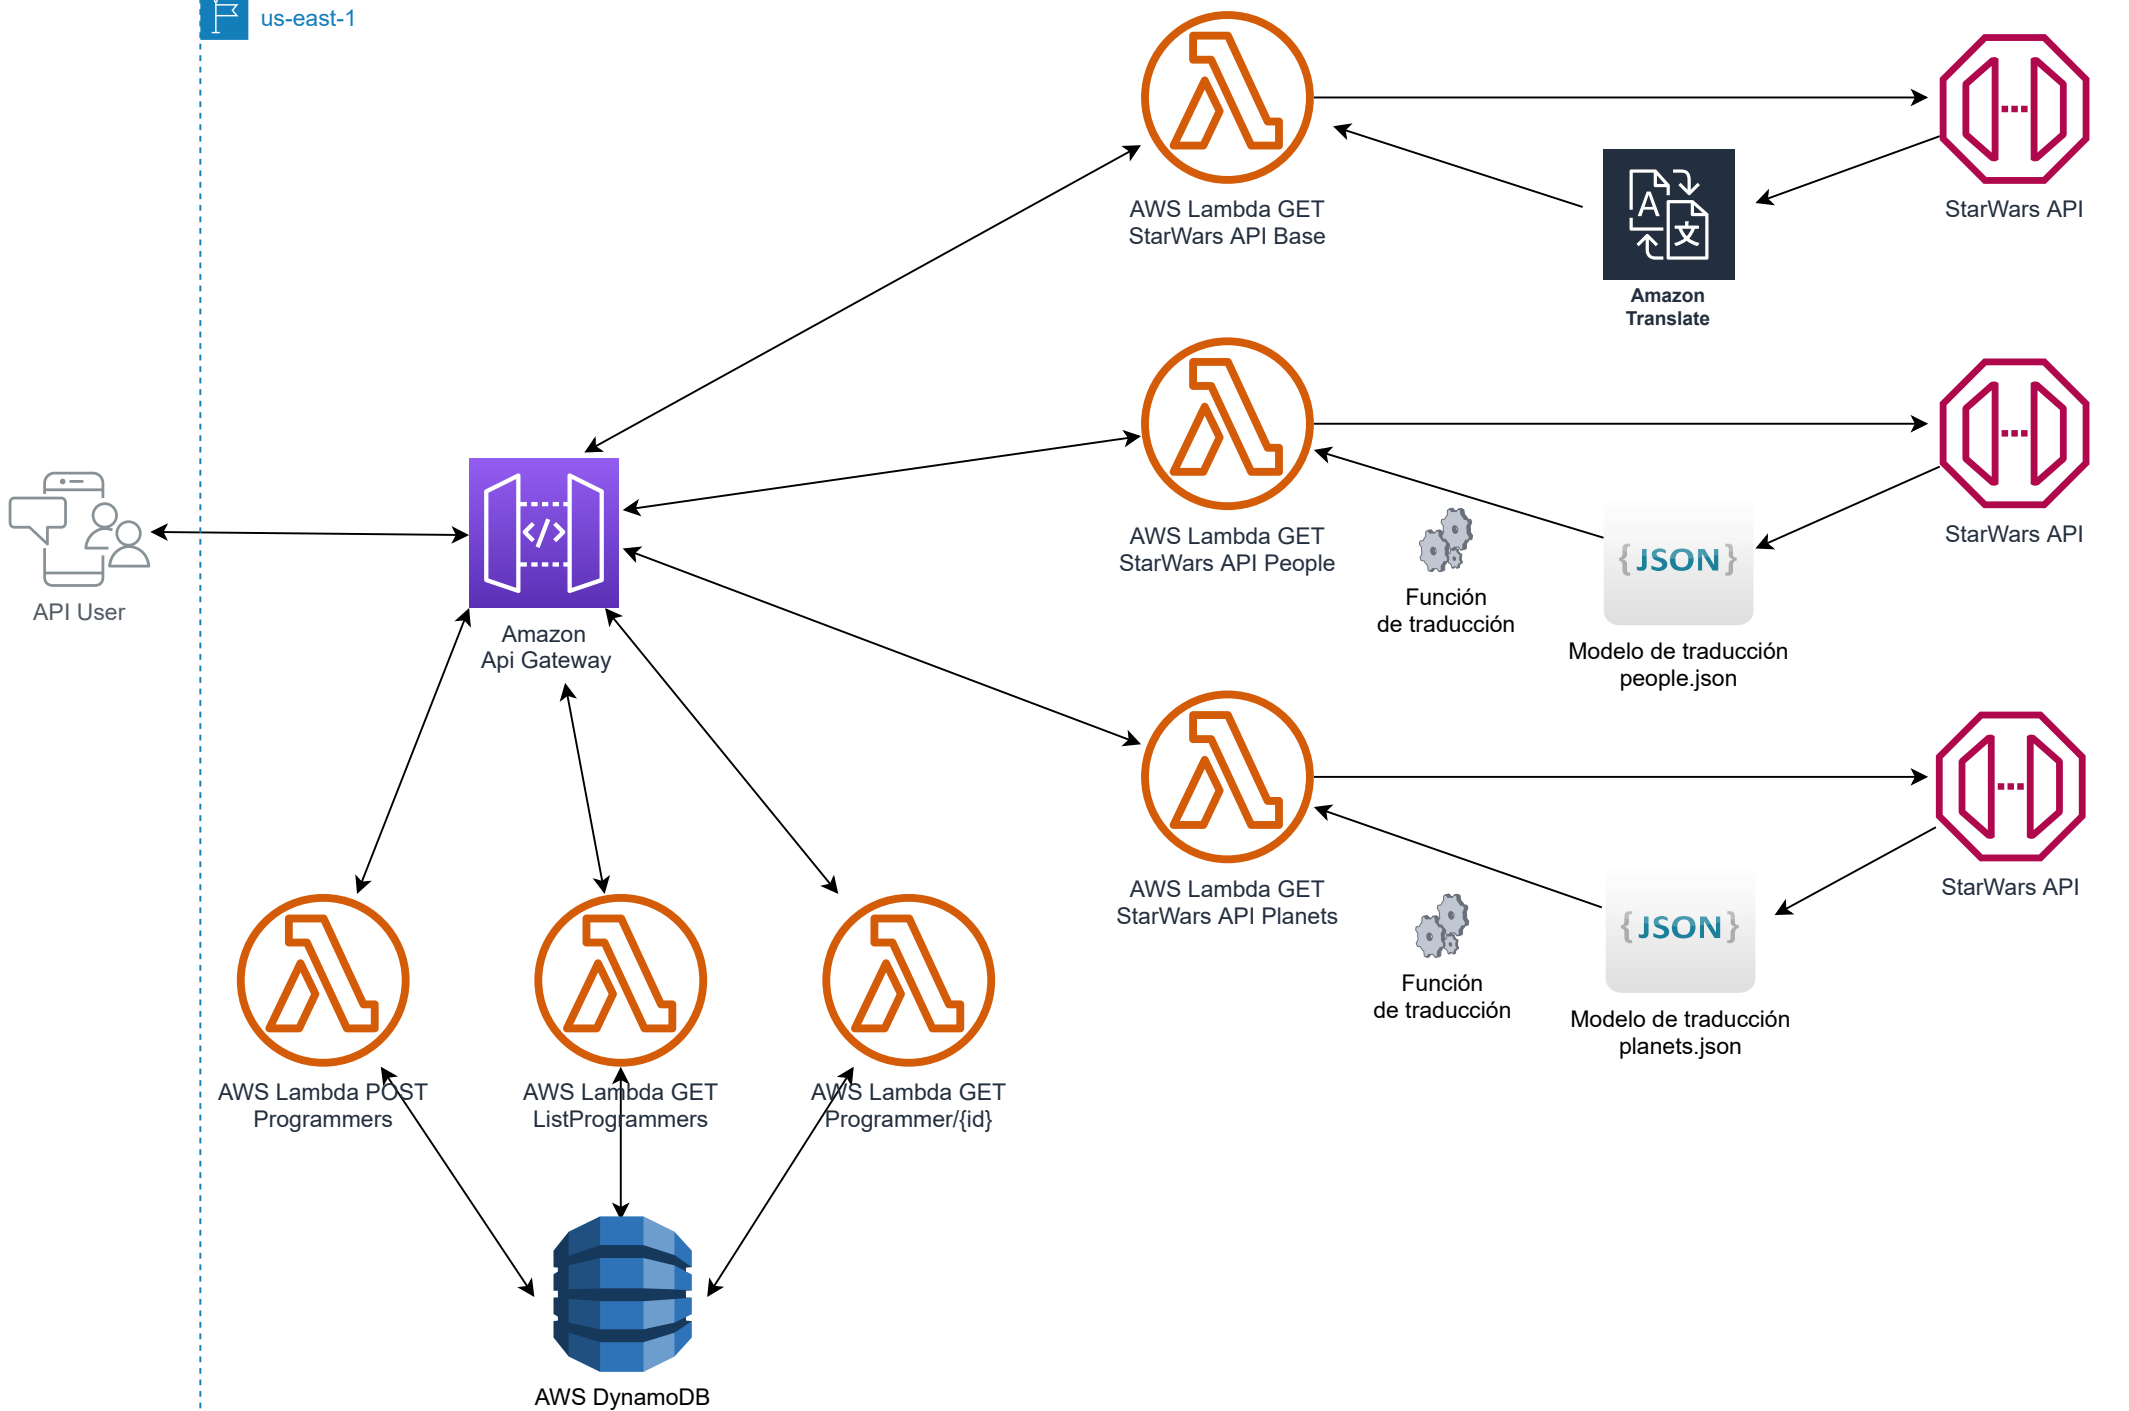 us-east-1
AWS Lambda GET
StarWars API Base
StarWars API
A
文
Amazon
Translate
API User
</>
Amazon
Api Gateway
AWS Lambda GET
StarWars API People
StarWars API
Función
de traducción
{JSON}
Modelo de traducción
people.json
AWS Lambda GET
StarWars API Planets
StarWars API
Función
de traducción
{JSON}
Modelo de traducción
planets.json
AWS Lambda POST
Programmers
AWS Lambda GET
ListProgrammers
AWS Lambda GET
Programmer/{id}
AWS DynamoDB